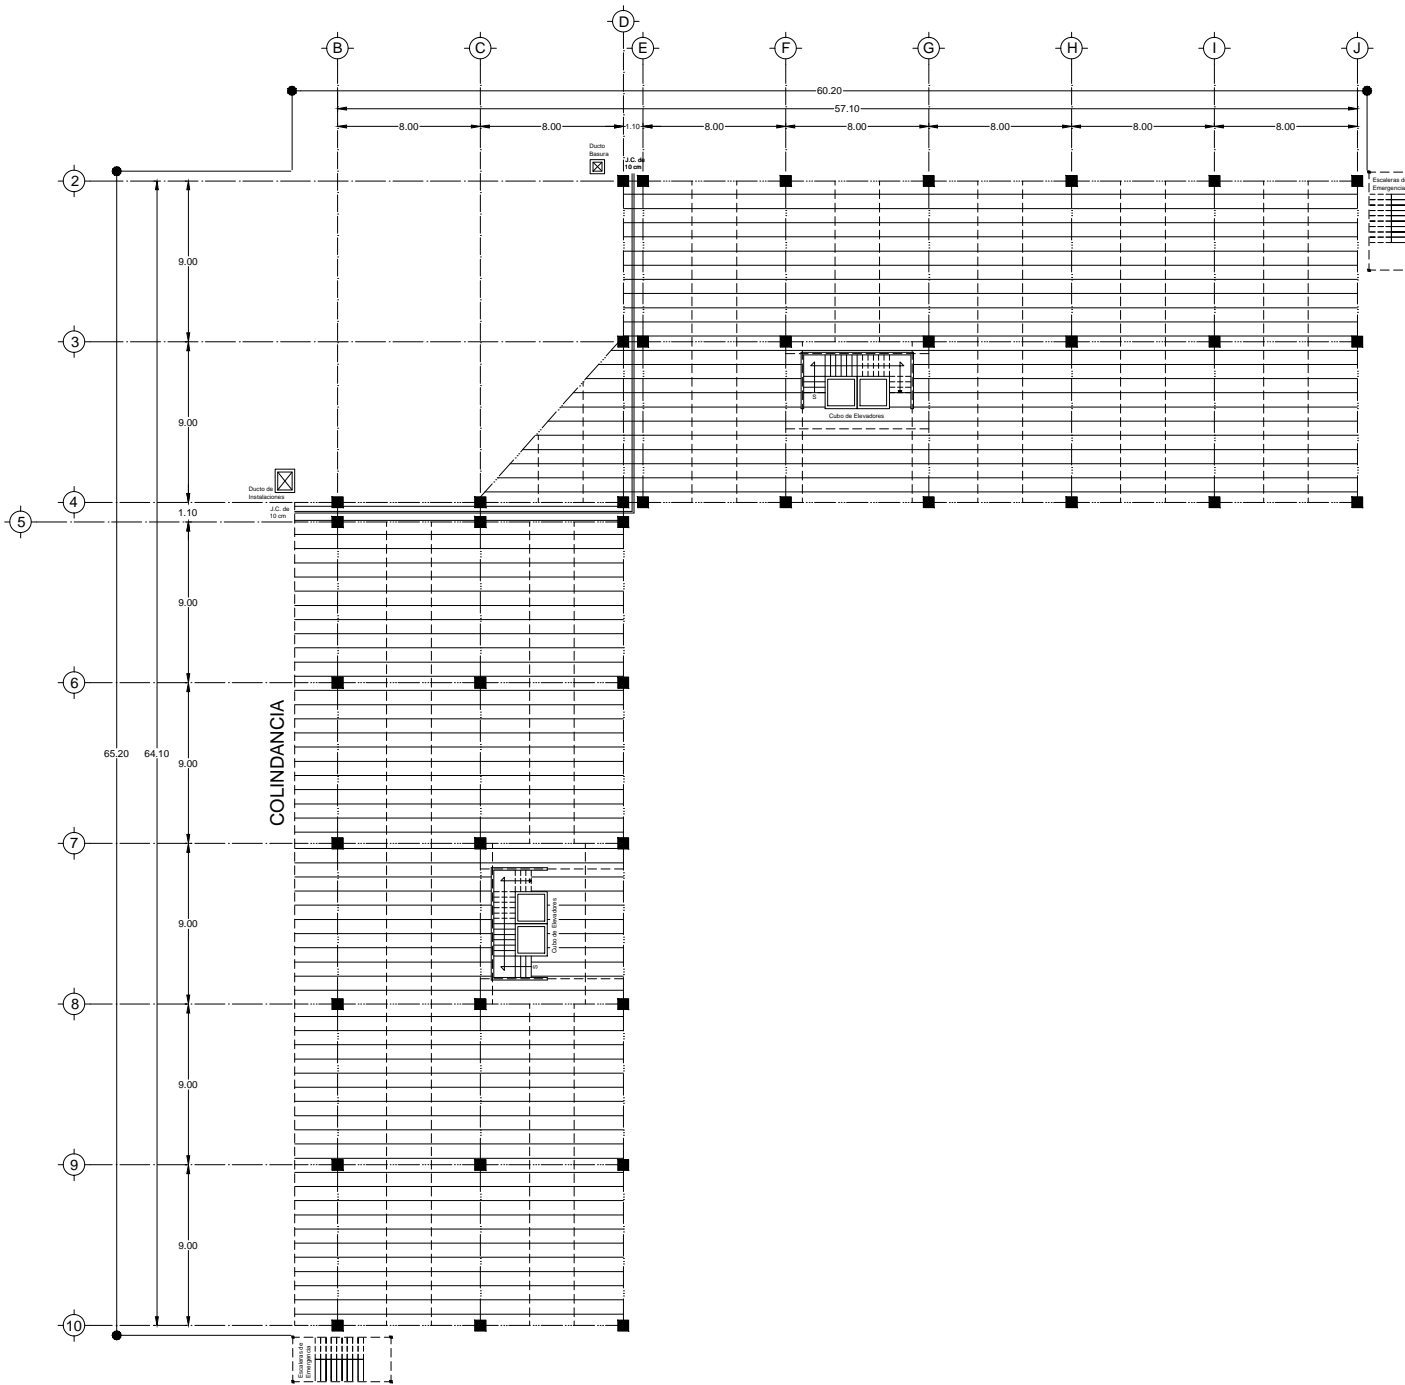 D
B
C
E
F
G
H
I
J
60.20
57.10
8.00
8.00
1.10
8.00
8.00
8.00
8.00
8.00
Ducto
Basura
J.C. de
10 cm
2
Escaleras de
Emergencia
9.00
3
S
Cubo de Elevadores
9.00
Ducto de
Instalaciones
4
1.10
J.C. de
10 cm
5
9.00
6
COLINDANCIA
65.20
64.10
9.00
7
Cubo de Elevadores
S
9.00
8
9.00
9
9.00
10
Escaleras de
Emergencia